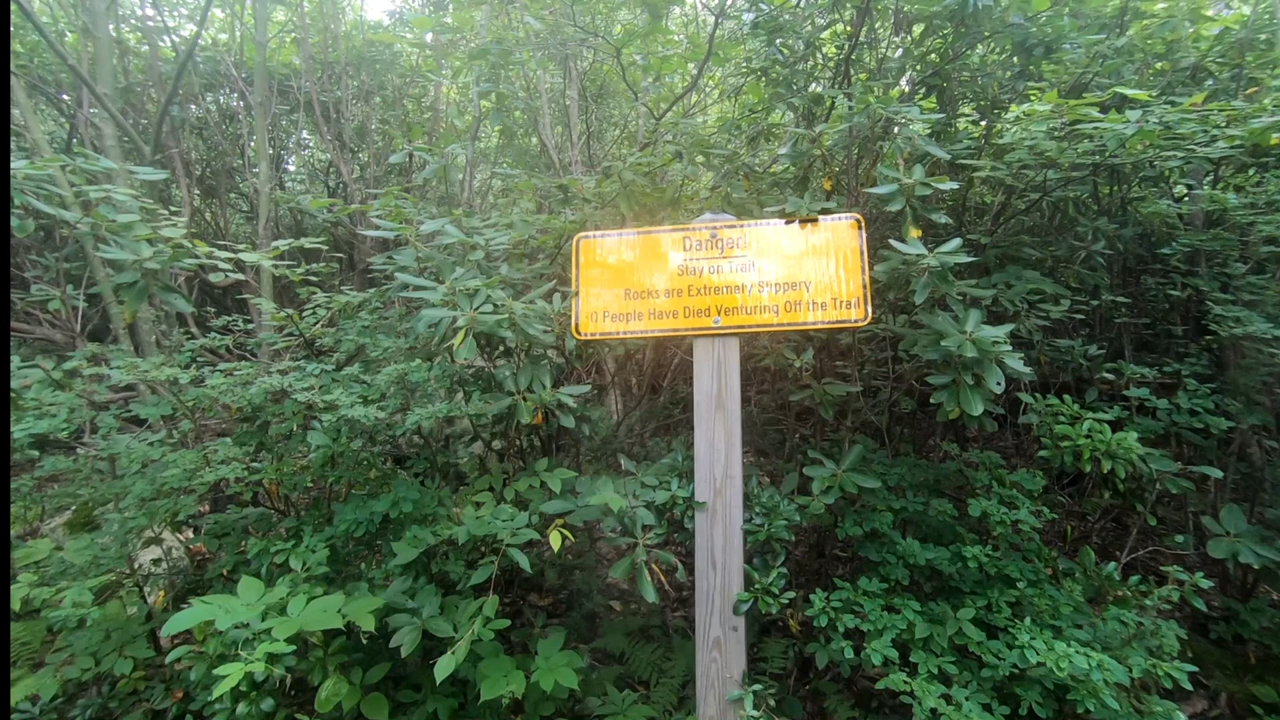 Danger!
Stay on Trail
Rocks are Extremely Slippery
People Have Died Venturing Off the Trail